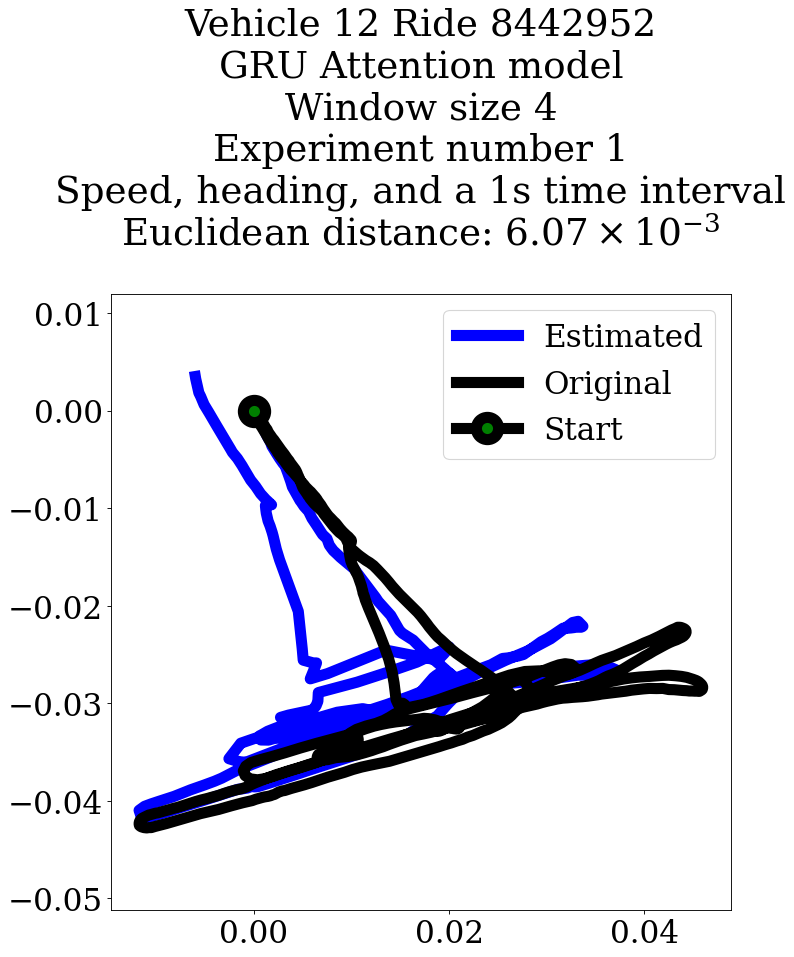 Vehicle 12 Ride 8442952
GRU Attention model
Window size 4
Experiment number 1
Speed, heading, and a 1s time interval
Euclidean distance: 6.07 × 10⁻³
0.01
0.00
−0.01
−0.02
−0.03
−0.04
−0.05
Estimated
Original
Start
0.00 0.02 0.04